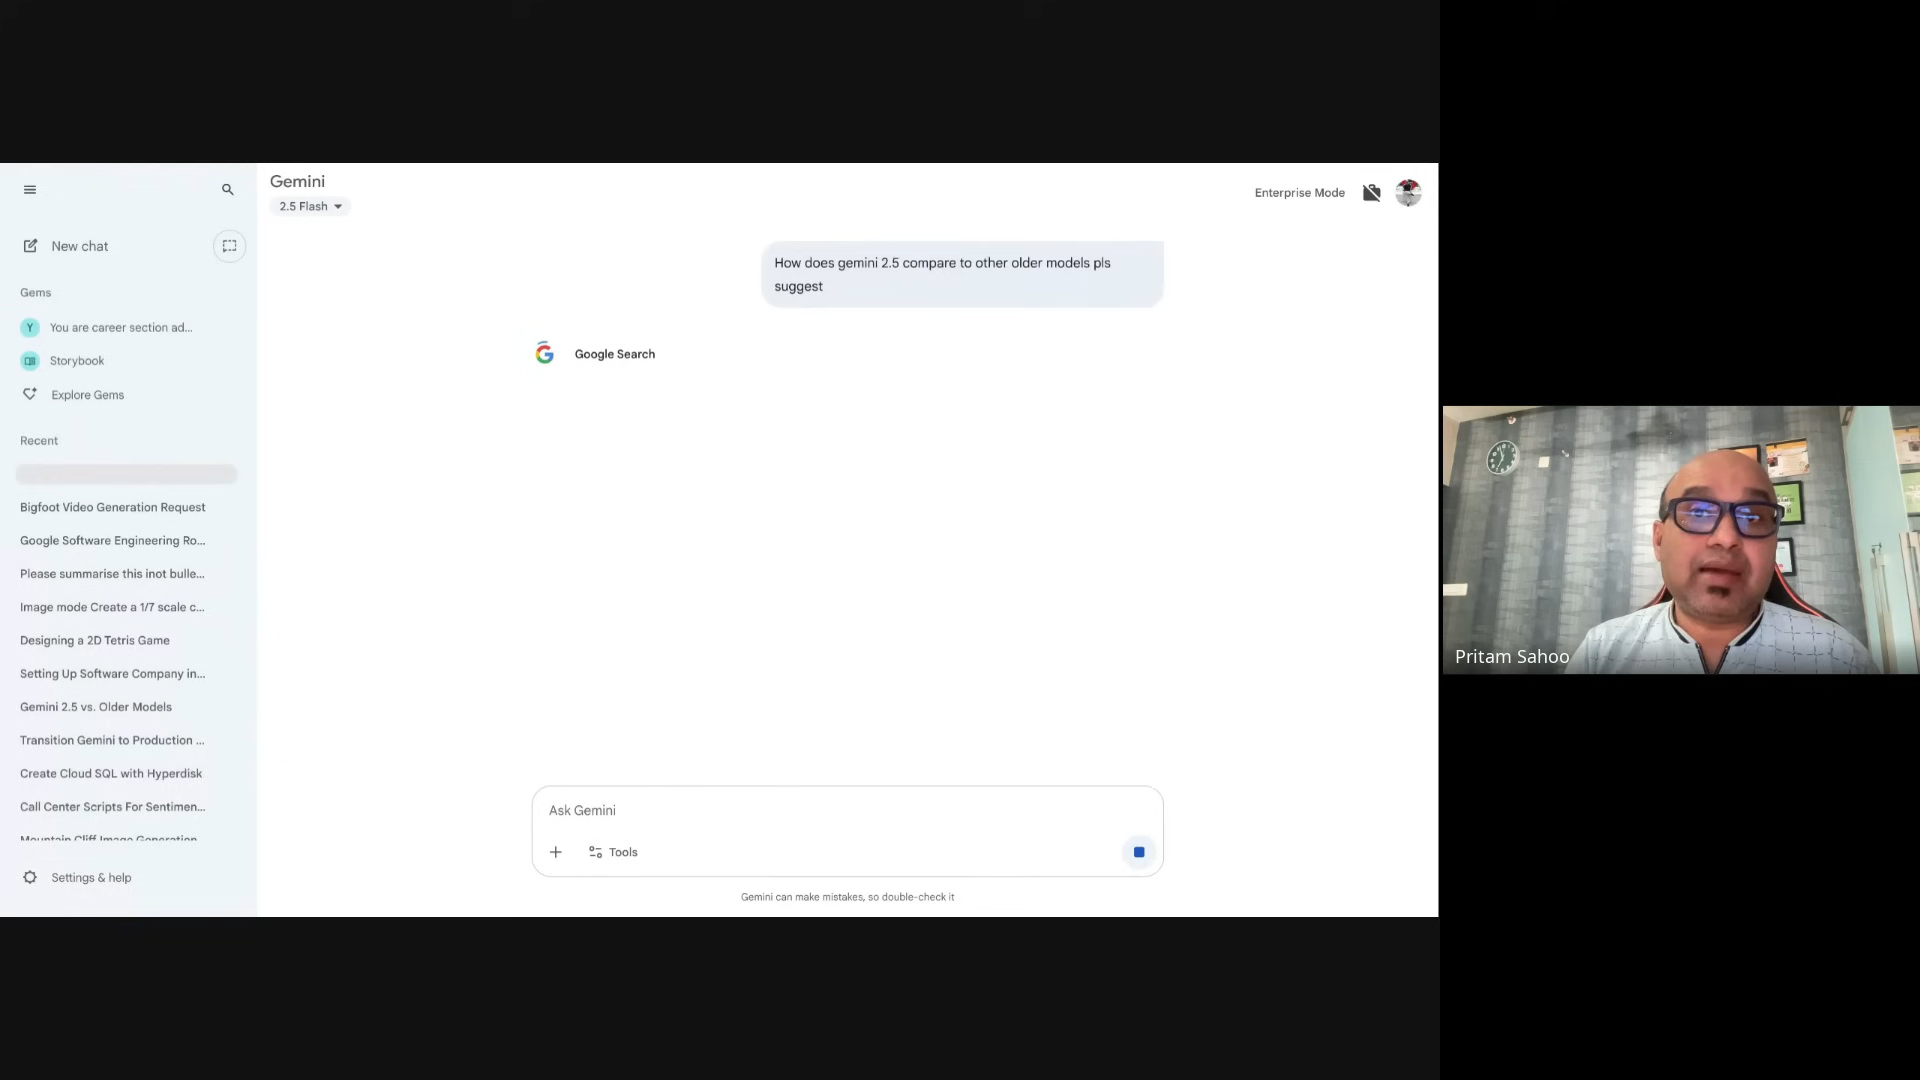 Gemini
2.5 Flash
Enterprise Mode
New chat
Gems
Y
You are career section ad...
Storybook
Explore Gems
Recent
Bigfoot Video Generation Request
Google Software Engineering Ro...
Please summarise this inot bulle...
Image mode Create a 1/7 scale c...
Designing a 2D Tetris Game
Setting Up Software Company in...
Gemini 2.5 vs. Older Models
Transition Gemini to Production ...
Create Cloud SQL with Hyperdisk
Call Center Scripts For Sentimen...
Mountain Cliff Image Generation
Settings & help
How does gemini 2.5 compare to other older models pls
suggest
Google Search
Ask Gemini
Tools
Gemini can make mistakes, so double-check it
Pritam Sahoo